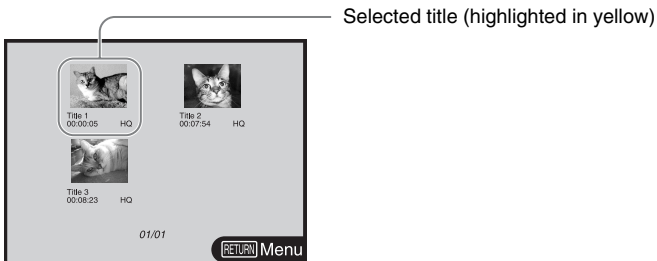 Selected title (highlighted in yellow)
Title 1
00:00:05 HQ
Title 2
00:07:54 HQ
Title 3
00:08:23 HQ
01/01
RETURN Menu